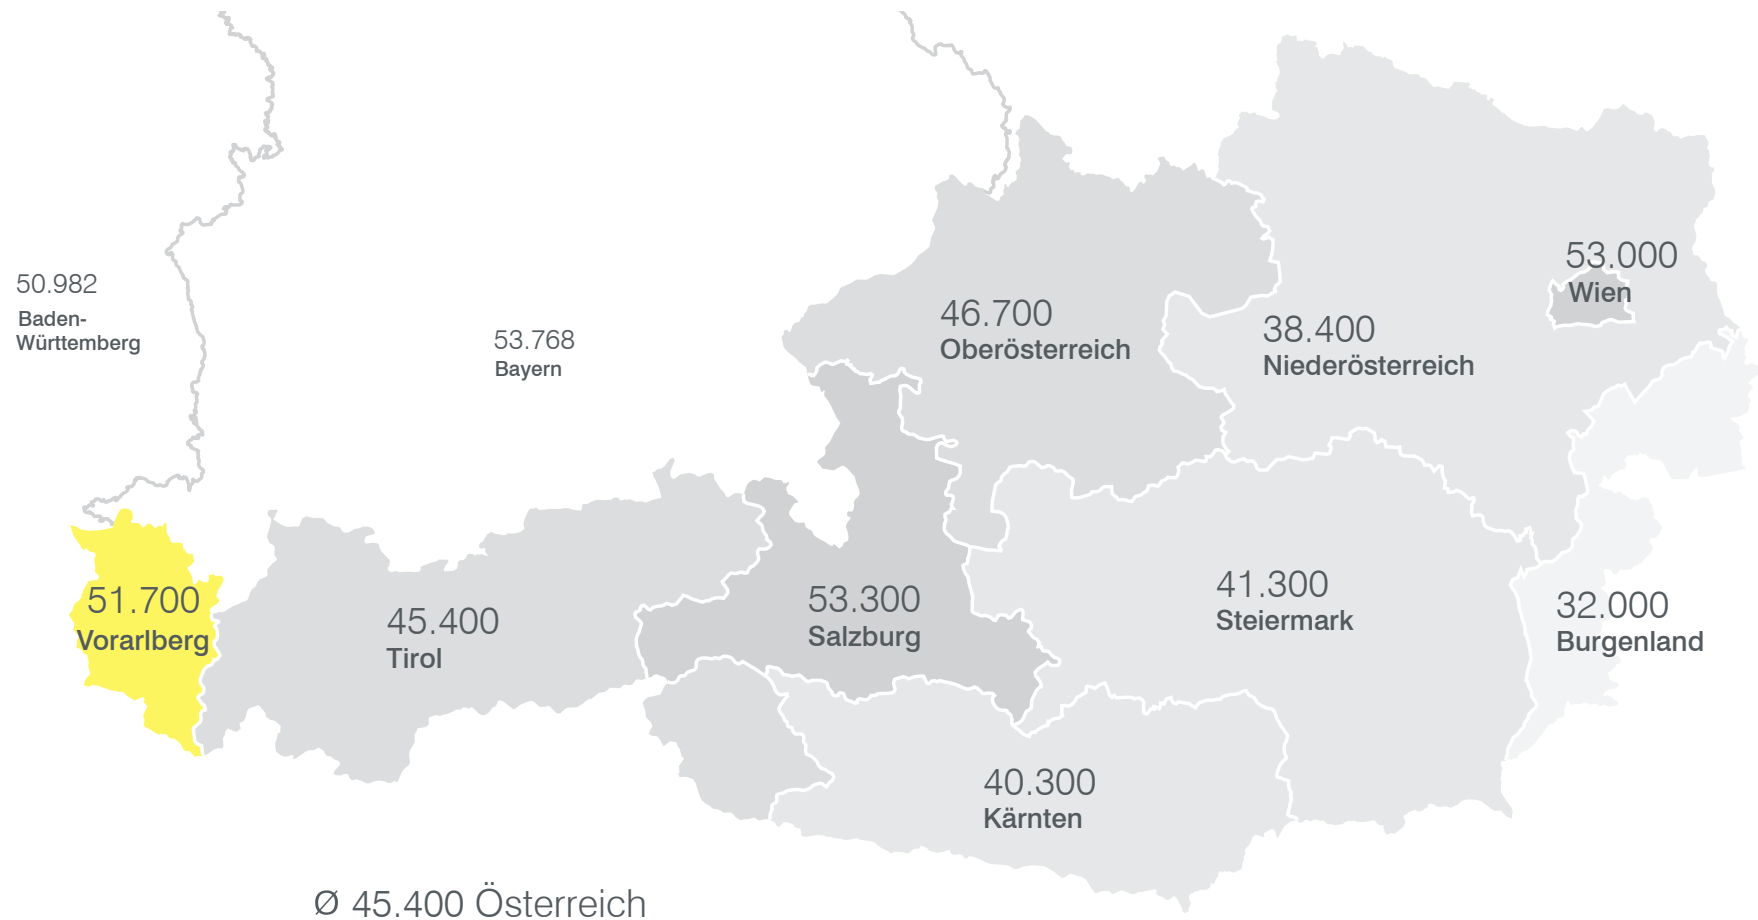 50.982
Baden-
Württemberg
53.768
Bayern
46.700
Oberösterreich
38.400
Niederösterreich
53.000
Wien
51.700
Vorarlberg
45.400
Tirol
53.300
Salzburg
41.300
Steiermark
32.000
Burgenland
40.300
Kärnten
Ø 45.400 Österreich